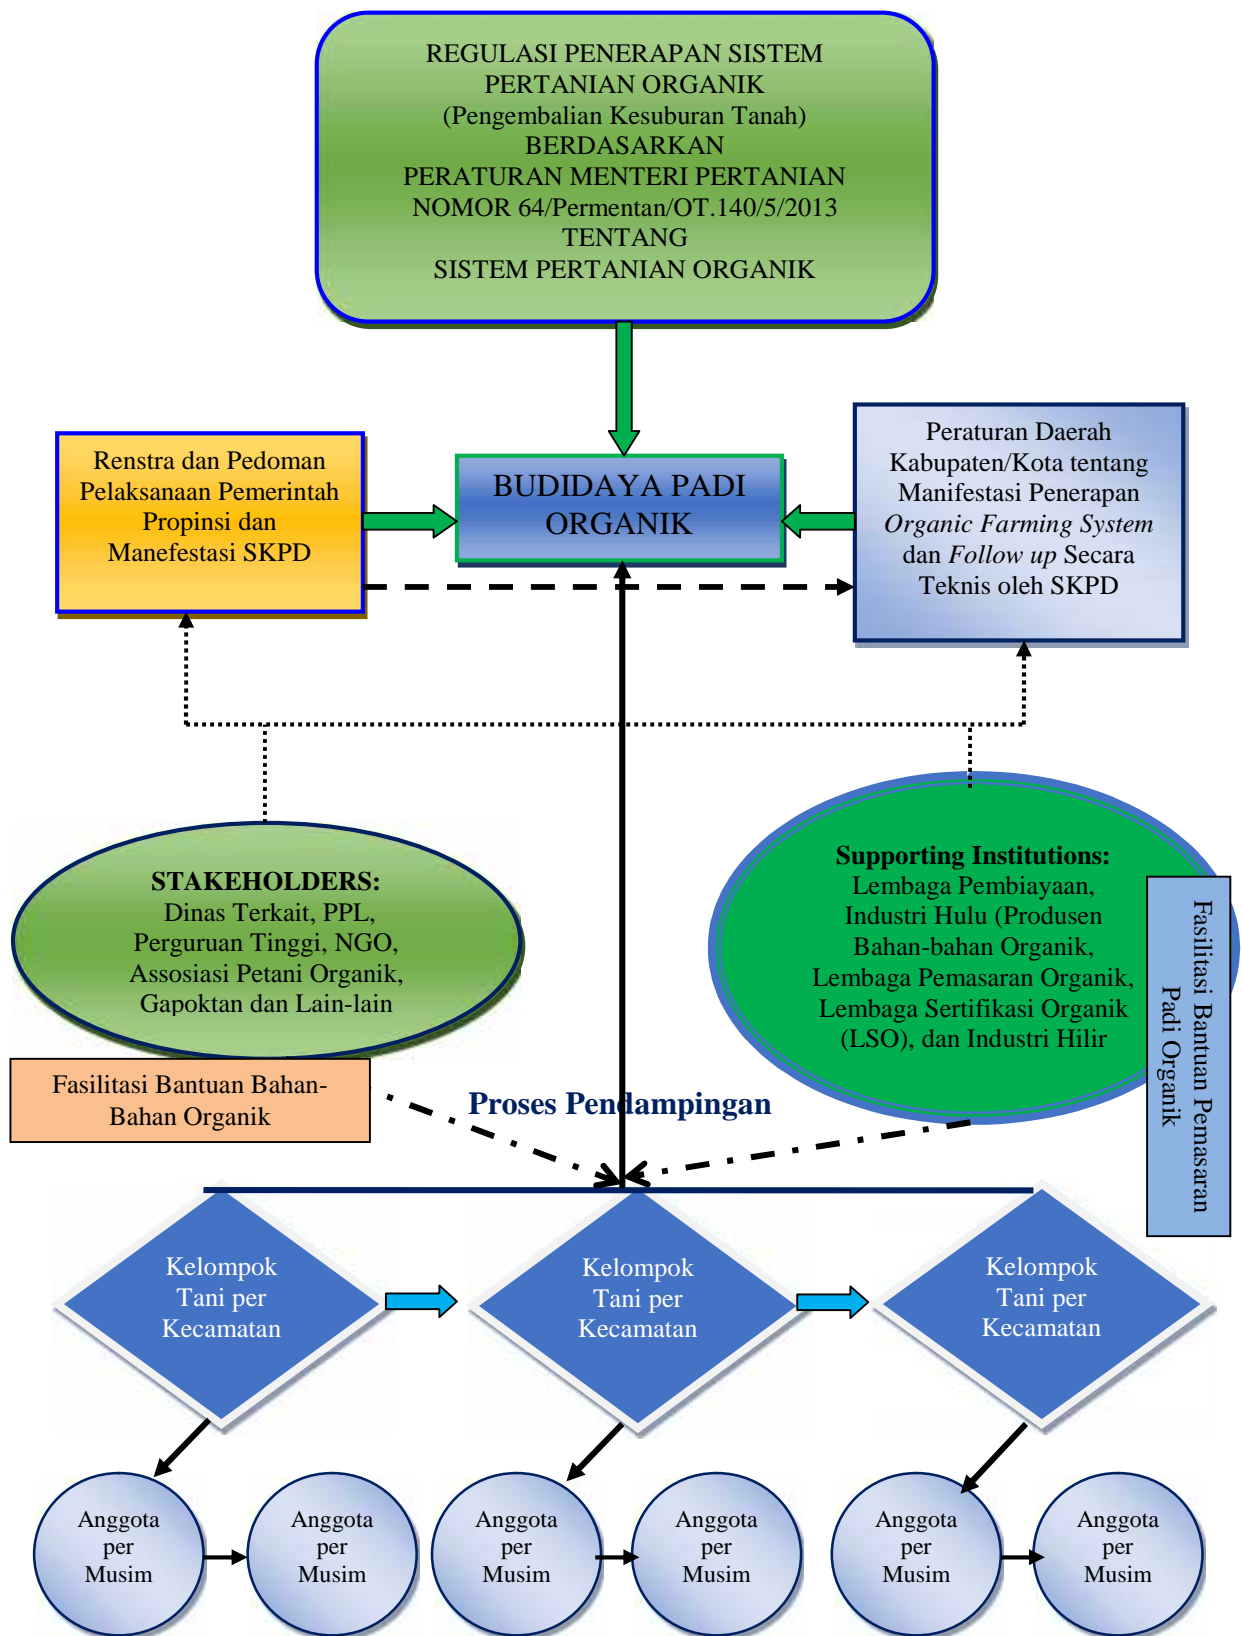 REGULASI PENERAPAN SISTEM
PERTANIAN ORGANIK
(Pengembalian Kesuburan Tanah)
BERDASARKAN
PERATURAN MENTERI PERTANIAN
NOMOR 64/Permentan/OT.140/5/2013
TENTANG
SISTEM PERTANIAN ORGANIK
Renstra dan Pedoman
Pelaksanaan Pemerintah
Propinsi dan
Manefestasi SKPD
BUDIDAYA PADI
ORGANIK
Peraturan Daerah
Kabupaten/Kota tentang
Manifestasi Penerapan
Organic Farming System
dan Follow up Secara
Teknis oleh SKPD
STAKEHOLDERS:
Dinas Terkait, PPL,
Perguruan Tinggi, NGO,
Assosiasi Petani Organik,
Gapoktan dan Lain-lain
Supporting Institutions:
Lembaga Pembiayaan,
Industri Hulu (Produsen
Bahan-bahan Organik,
Lembaga Pemasaran Organik,
Lembaga Sertifikasi Organik
(LSO), dan Industri Hilir
Fasilitasi Bantuan Pemasaran
Padi Organik
Fasilitasi Bantuan Bahan-
Bahan Organik
Proses Pendampingan
Kelompok
Tani per
Kecamatan
Kelompok
Tani per
Kecamatan
Kelompok
Tani per
Kecamatan
Anggota
per
Musim
Anggota
per
Musim
Anggota
per
Musim
Anggota
per
Musim
Anggota
per
Musim
Anggota
per
Musim